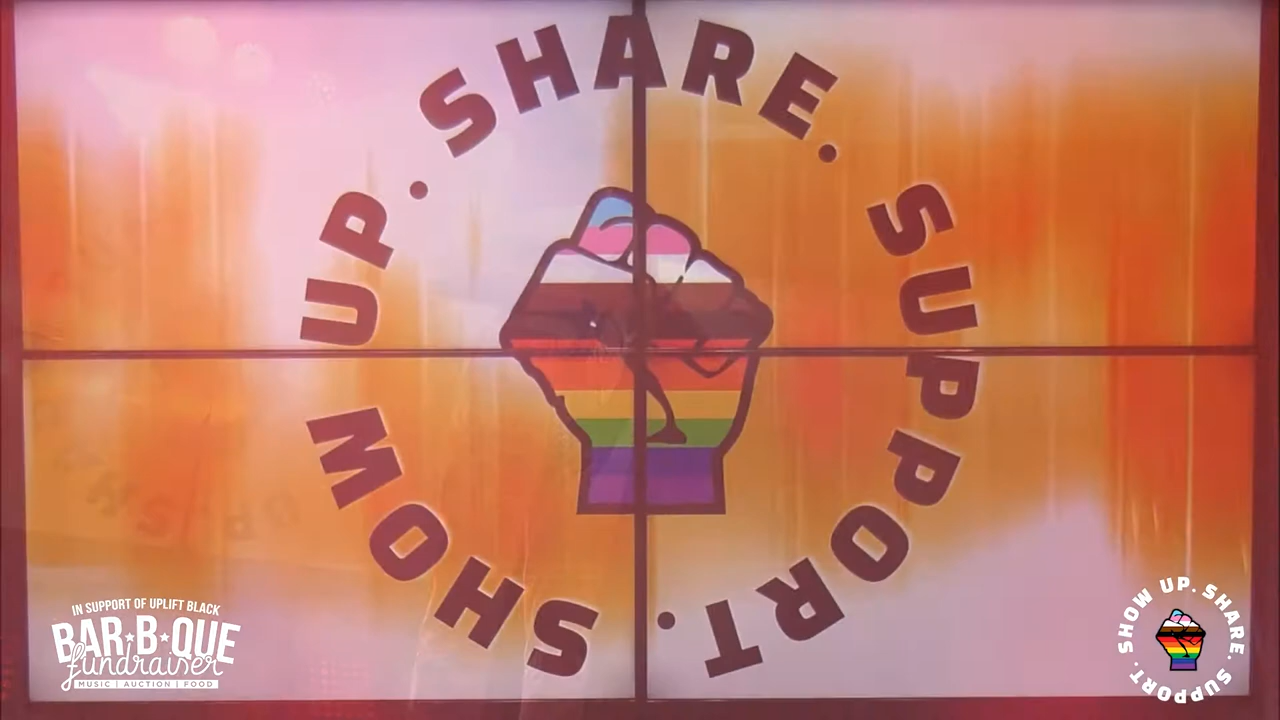 SHOW UP. SHARE. SUPPORT.
IN SUPPORT OF UPLIFT BLACK
BAR★B★QUE
fundraiser
MUSIC | AUCTION | FOOD
SHOW UP. SHARE. SUPPORT.